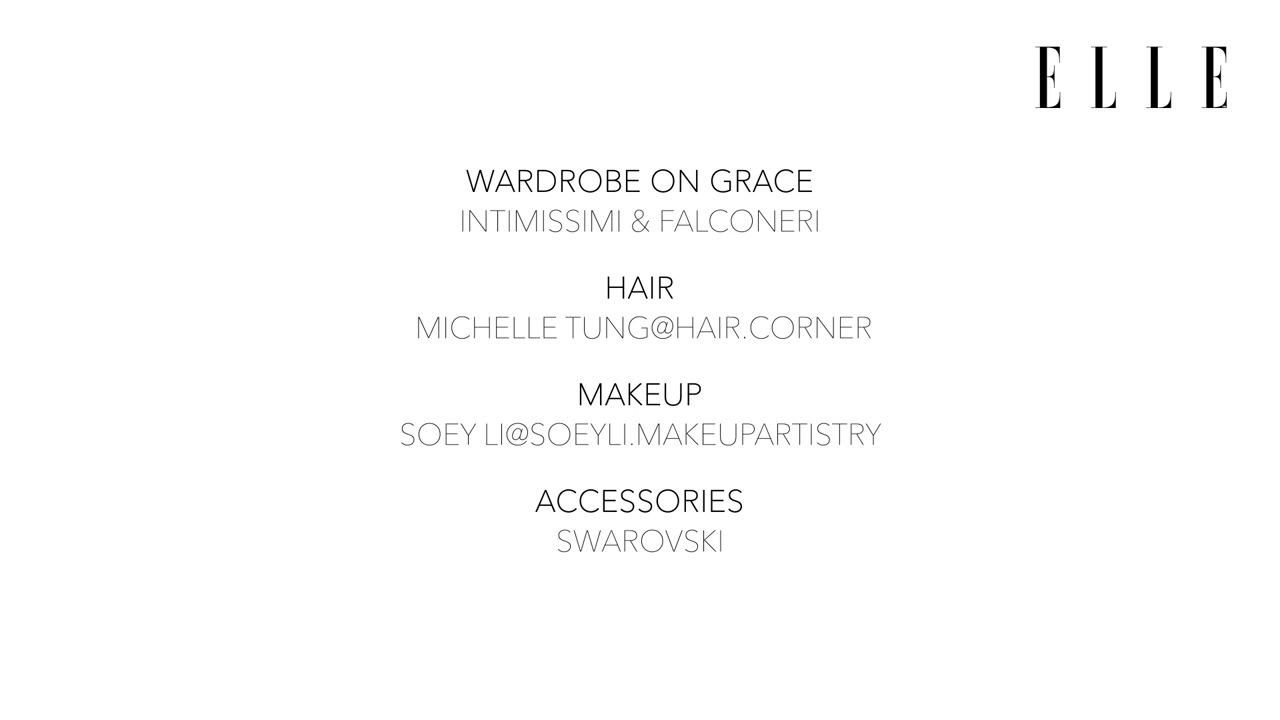 ELLE
WARDROBE ON GRACE
INTIMISSIMI & FALCONERI
HAIR
MICHELLE TUNG@HAIR.CORNER
MAKEUP
SOEY LI@SOEYLI.MAKEUPARTISTRY
ACCESSORIES
SWAROVSKI